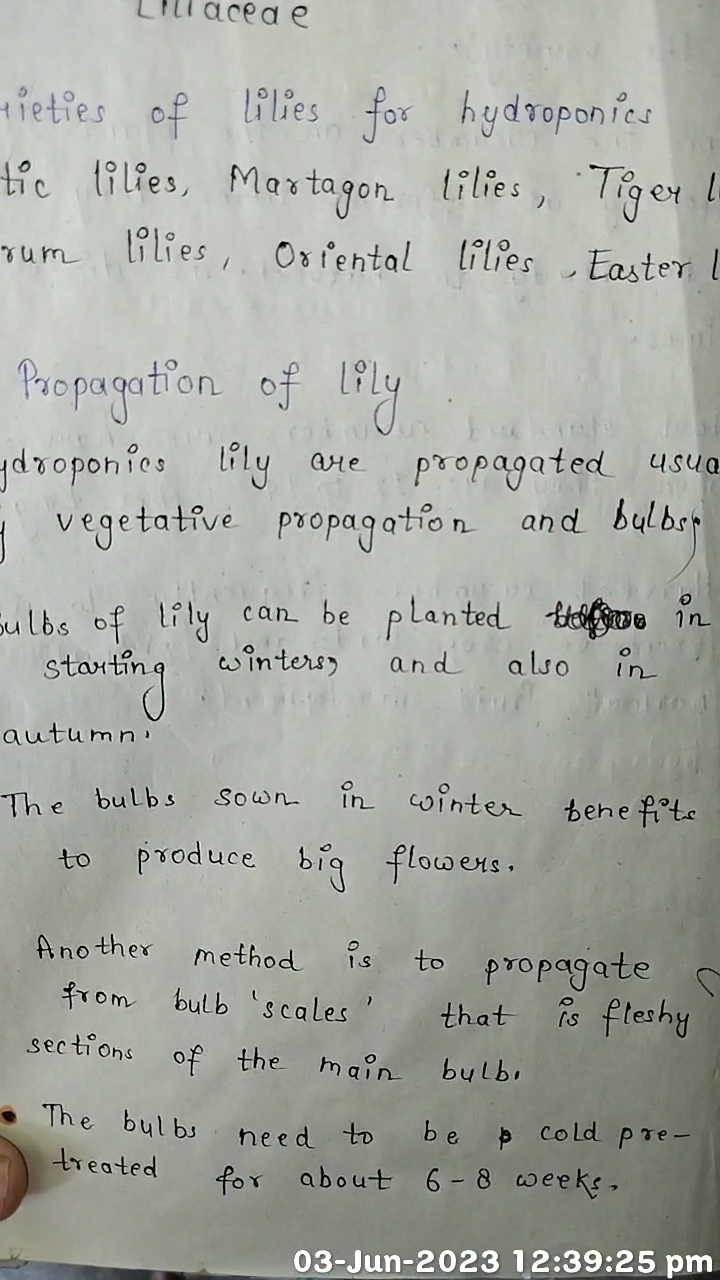 Liliaceae
rieties of lilies for hydroponics
tic lilies, Martagon lilies, Tiger l
rum lilies, Oriental lilies, Easter l
Propagation of lily
ydroponics lily are propagated usua
y vegetative propagation and bulbs,
ulbs of lily can be planted in
starting winters, and also in
autumn.
The bulbs sown in winter benefits
to produce big flowers.
Another method is to propagate
from bulb 'scales' that is fleshy
sections of the main bulb.
• The bulbs need to be cold pre-
treated for about 6-8 weeks.
03-Jun-2023 12:39:25 pm